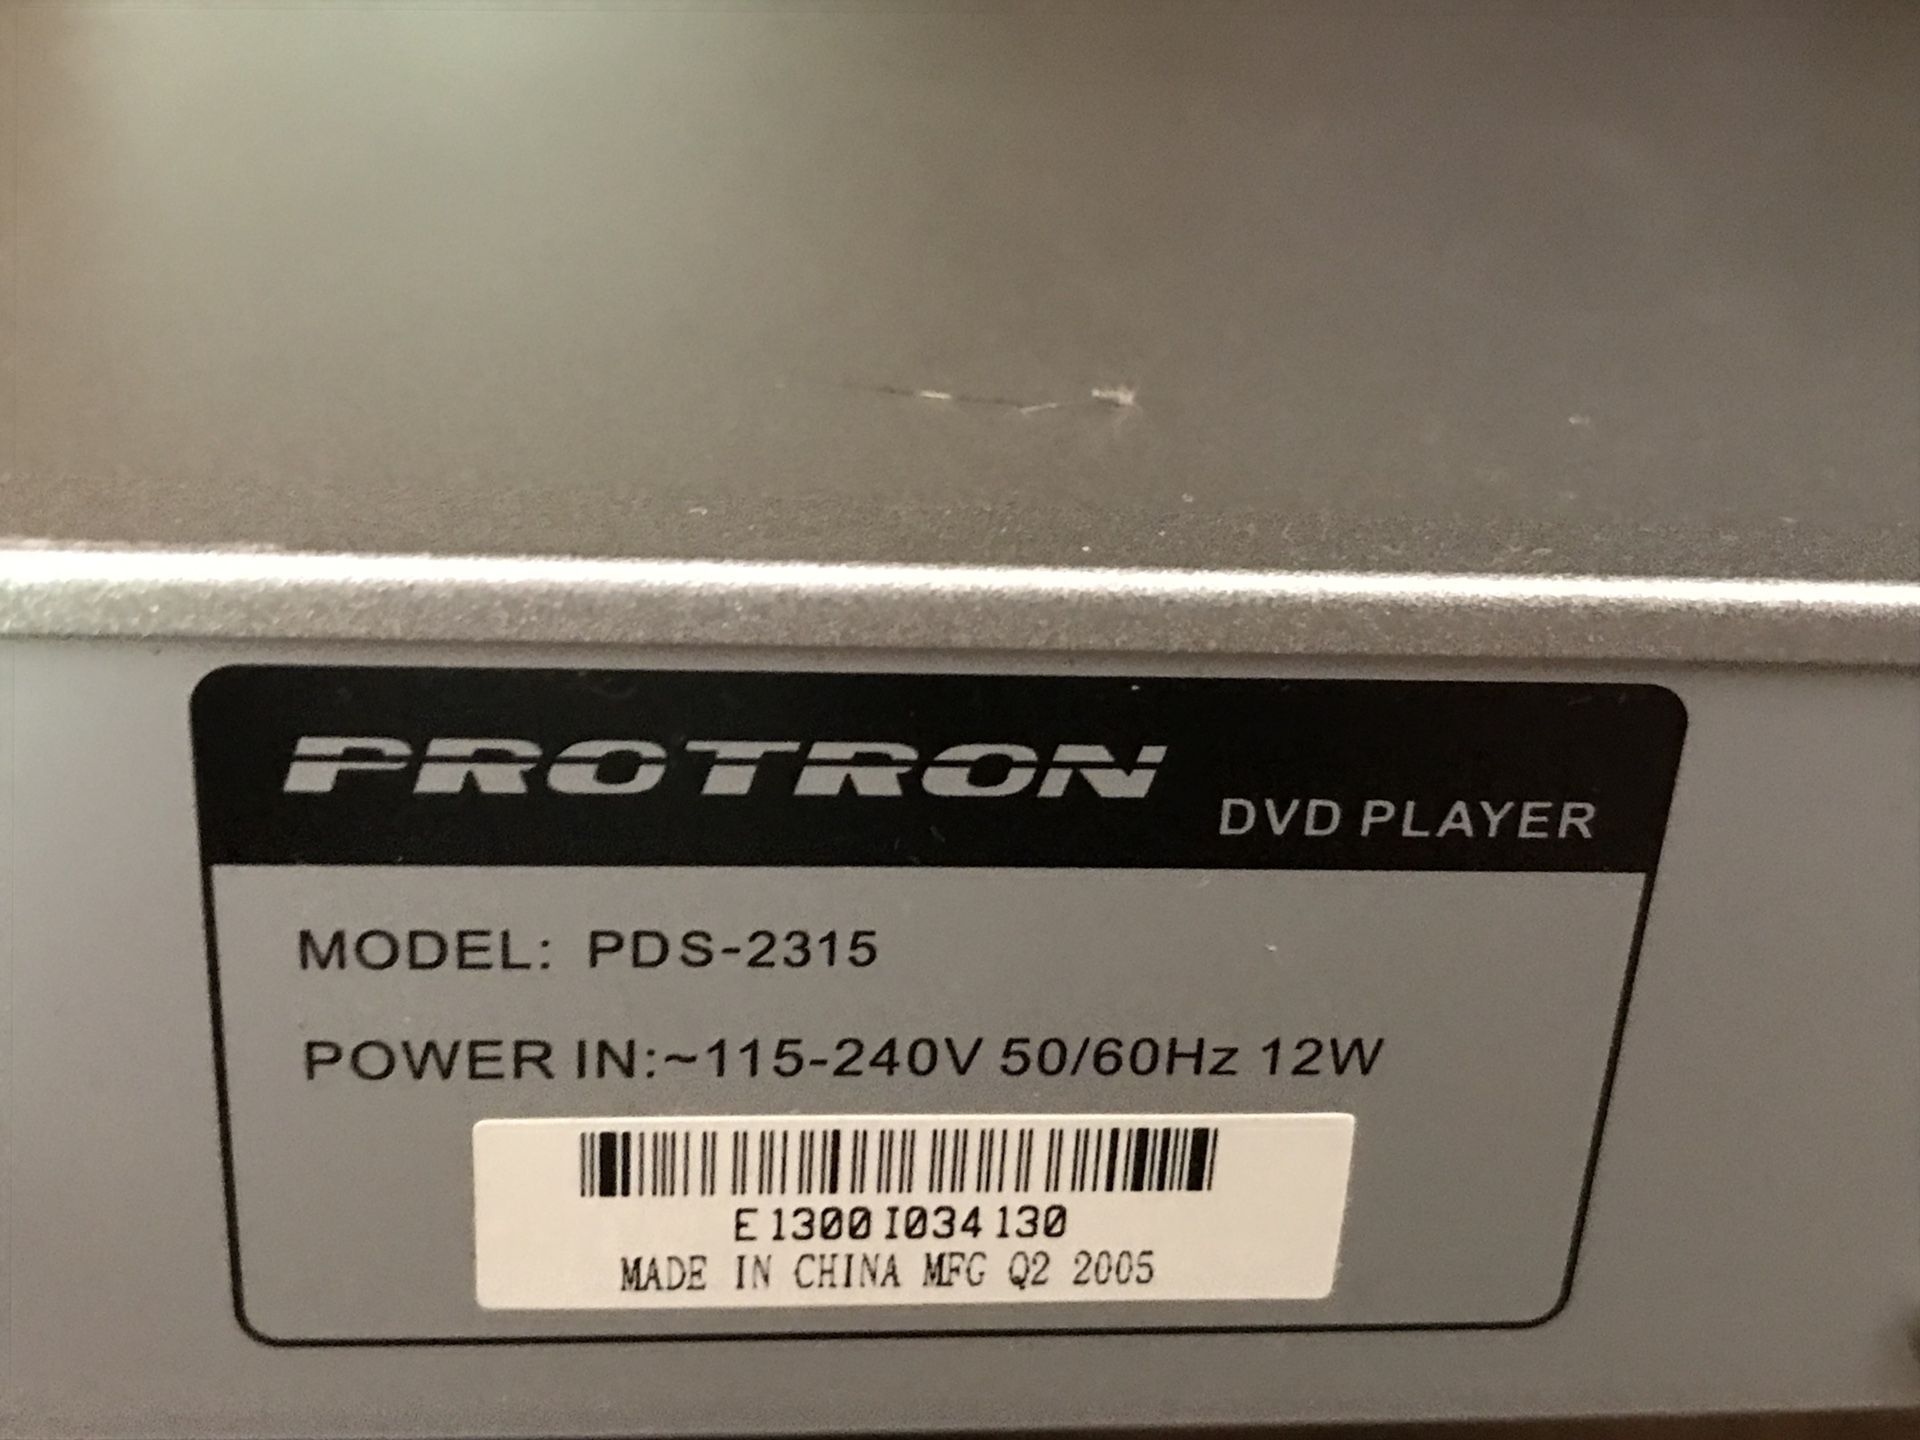 PROTRON
DVD PLAYER
MODEL: PDS-2315
POWER IN:~115-240V 50/60Hz 12W
E1300I034130
MADE IN CHINA MFG Q2 2005